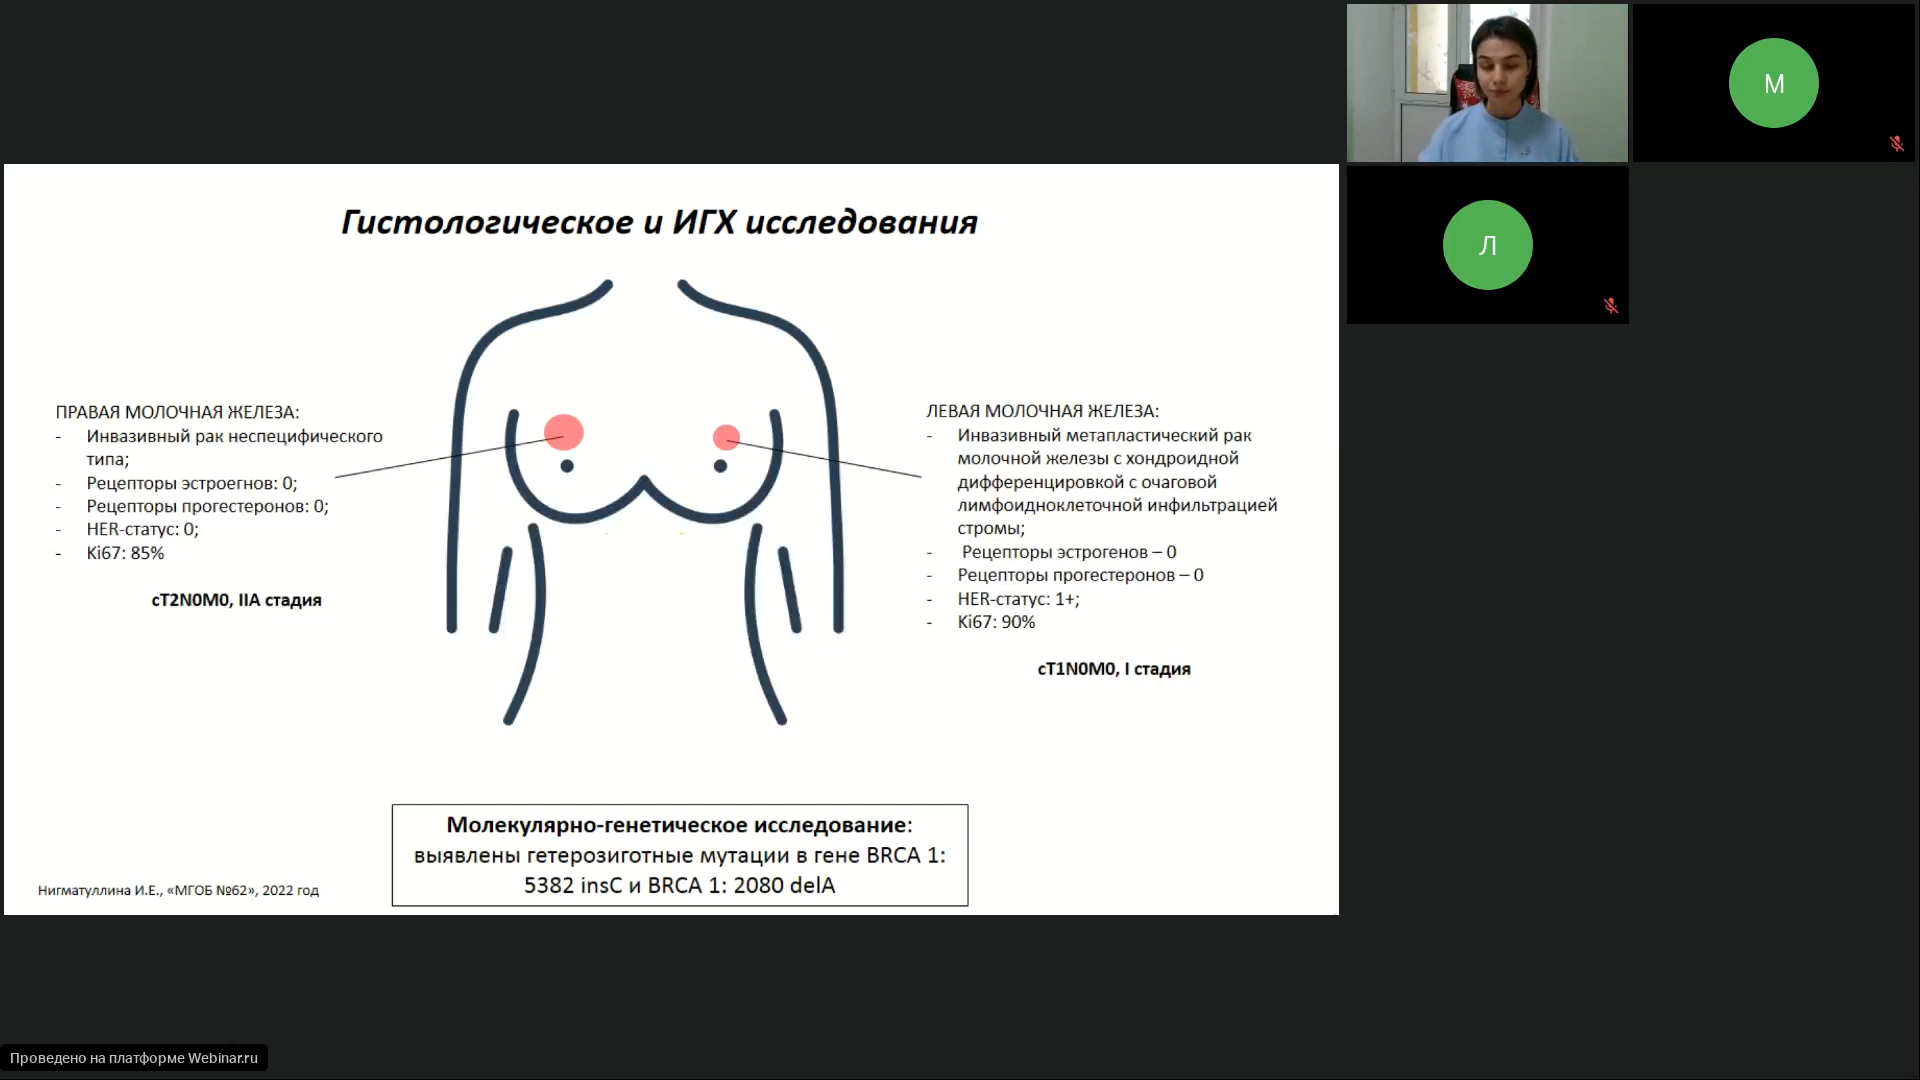 Гистологическое и ИГХ исследования
ПРАВАЯ МОЛОЧНАЯ ЖЕЛЕЗА:
- Инвазивный рак неспецифического
типа;
- Рецепторы эстроегнов: 0;
- Рецепторы прогестеронов: 0;
- HER-статус: 0;
- Ki67: 85%
cT2N0M0, IIA стадия
ЛЕВАЯ МОЛОЧНАЯ ЖЕЛЕЗА:
- Инвазивный метапластический рак
молочной железы с хондроидной
дифференцировкой с очаговой
лимфоидноклеточной инфильтрацией
стромы;
- Рецепторы эстрогенов – 0
- Рецепторы прогестеронов – 0
- HER-статус: 1+;
- Ki67: 90%
cT1N0M0, I стадия
Молекулярно-генетическое исследование:
выявлены гетерозиготные мутации в гене BRCA 1:
5382 insC и BRCA 1: 2080 delA
Нигматуллина И.Е., «МГОБ №62», 2022 год
М
Л
Проведено на платформе Webinar.ru